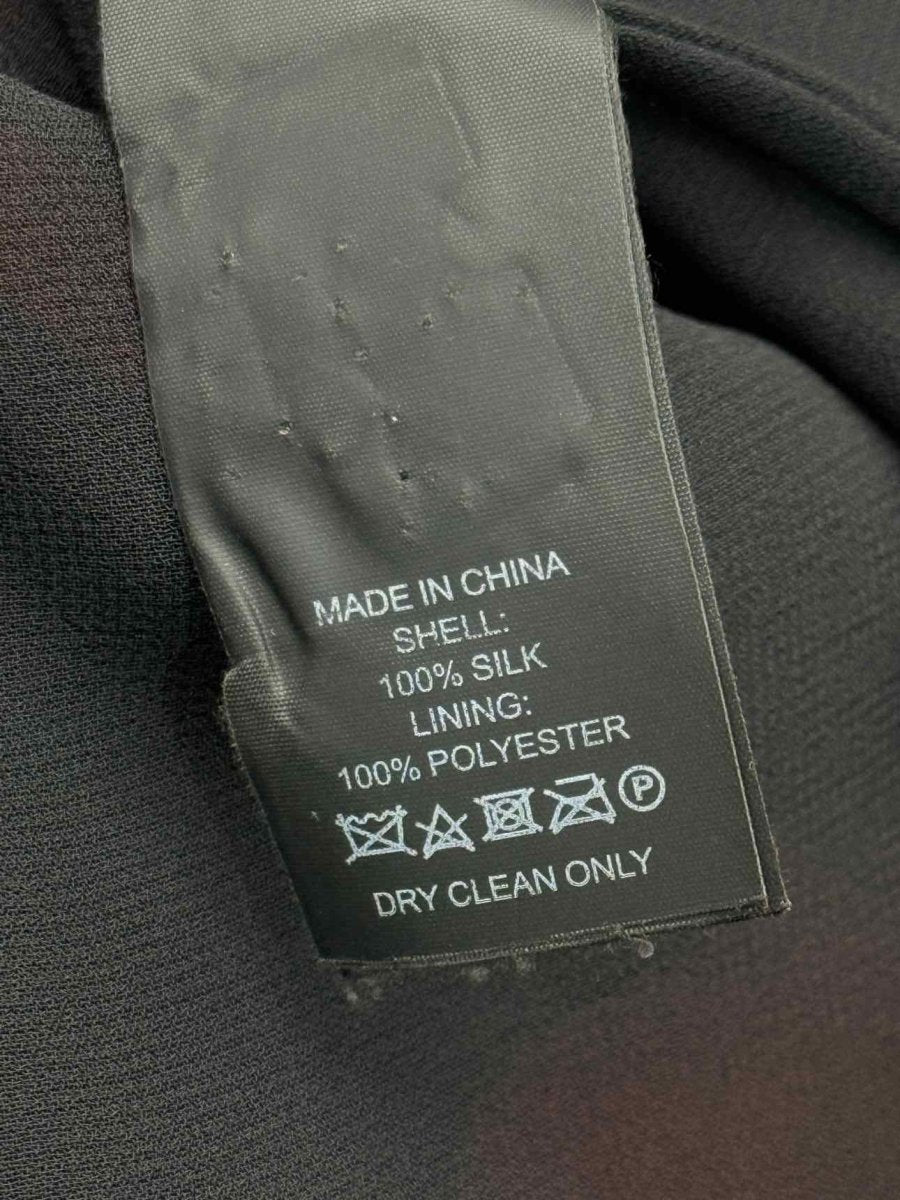 MADE IN CHINA
SHELL:
100% SILK
LINING:
100% POLYESTER
P
DRY CLEAN ONLY